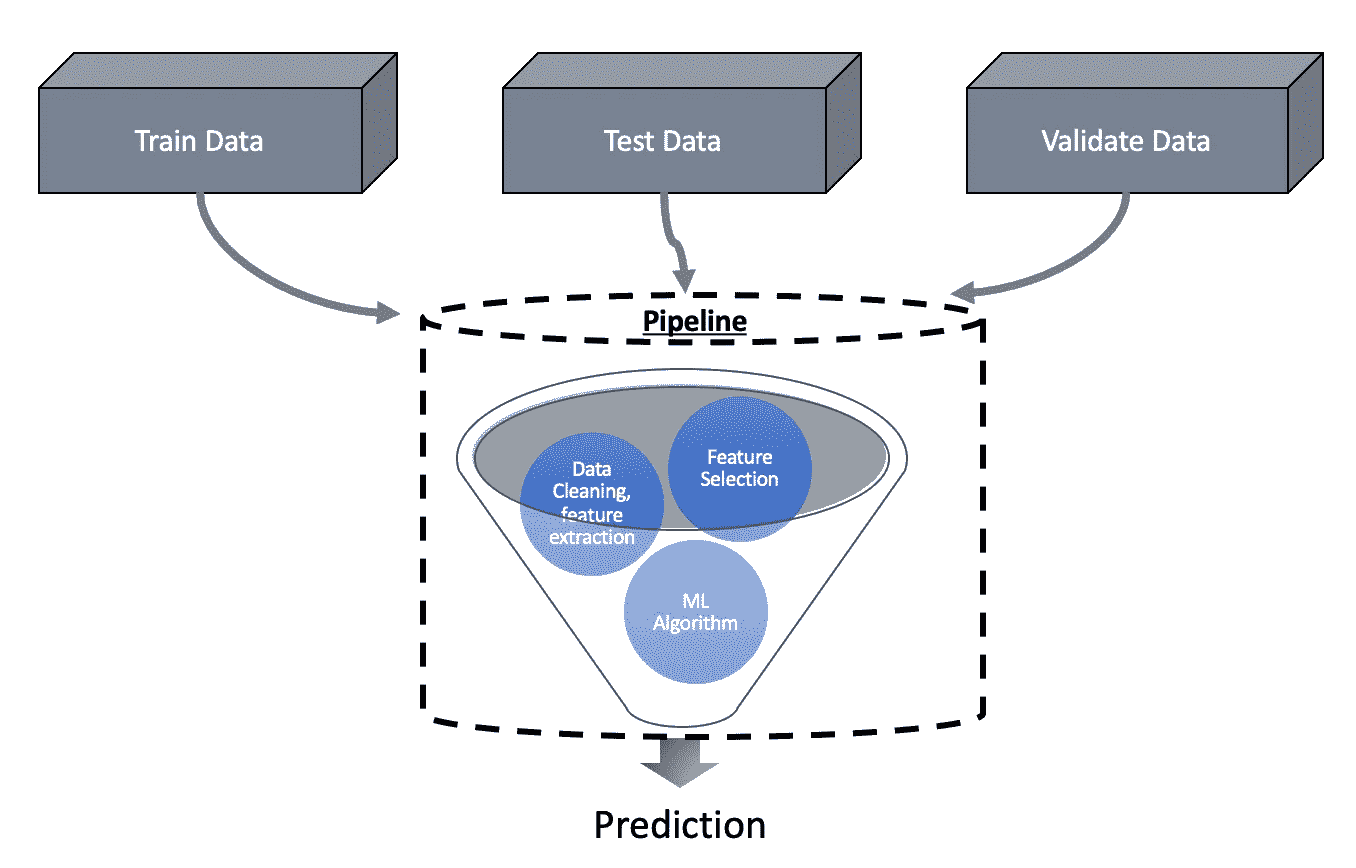 Train Data
Test Data
Validate Data
Pipeline
Data
Cleaning,
feature
extraction
Feature
Selection
ML
Algorithm
Prediction